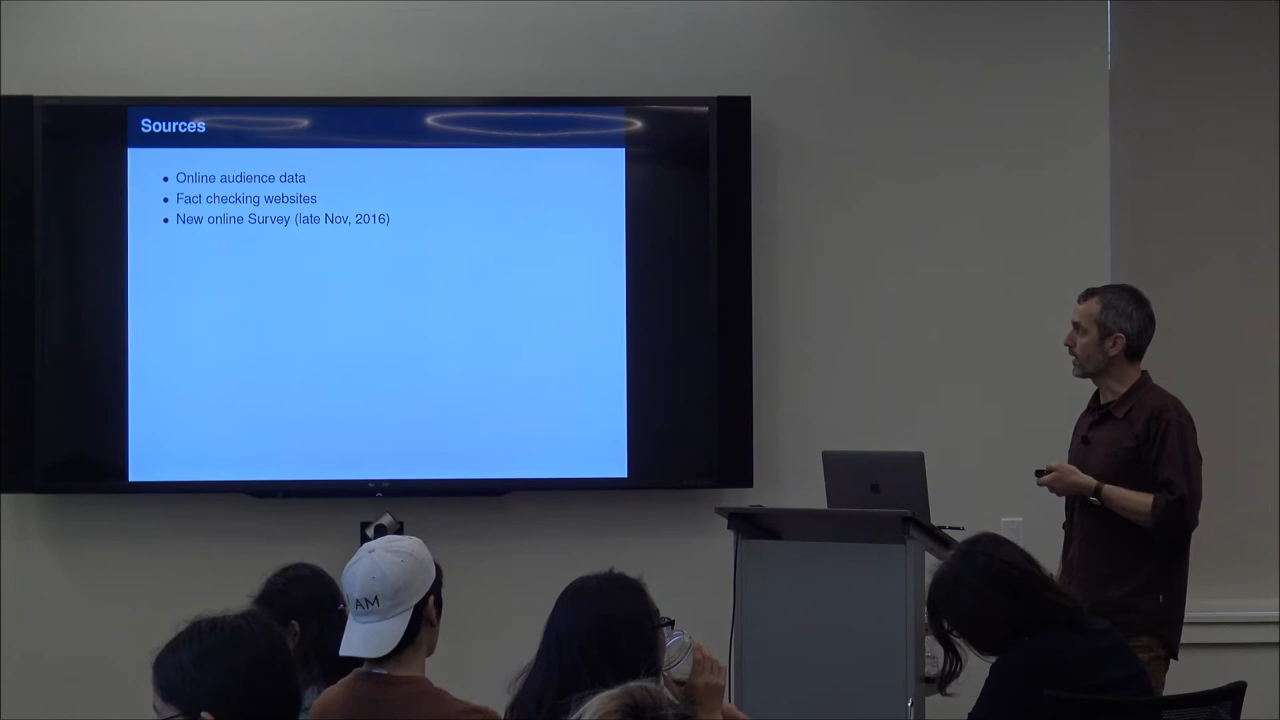 Sources
Online audience data
Fact checking websites
New online Survey (late Nov, 2016)
AM